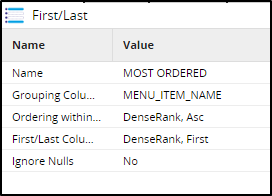 First/Last
Name Value
Name MOST ORDERED
Grouping Colu... MENU_ITEM_NAME
Ordering within... DenseRank, Asc
First/Last Colum... DenseRank, First
Ignore Nulls No